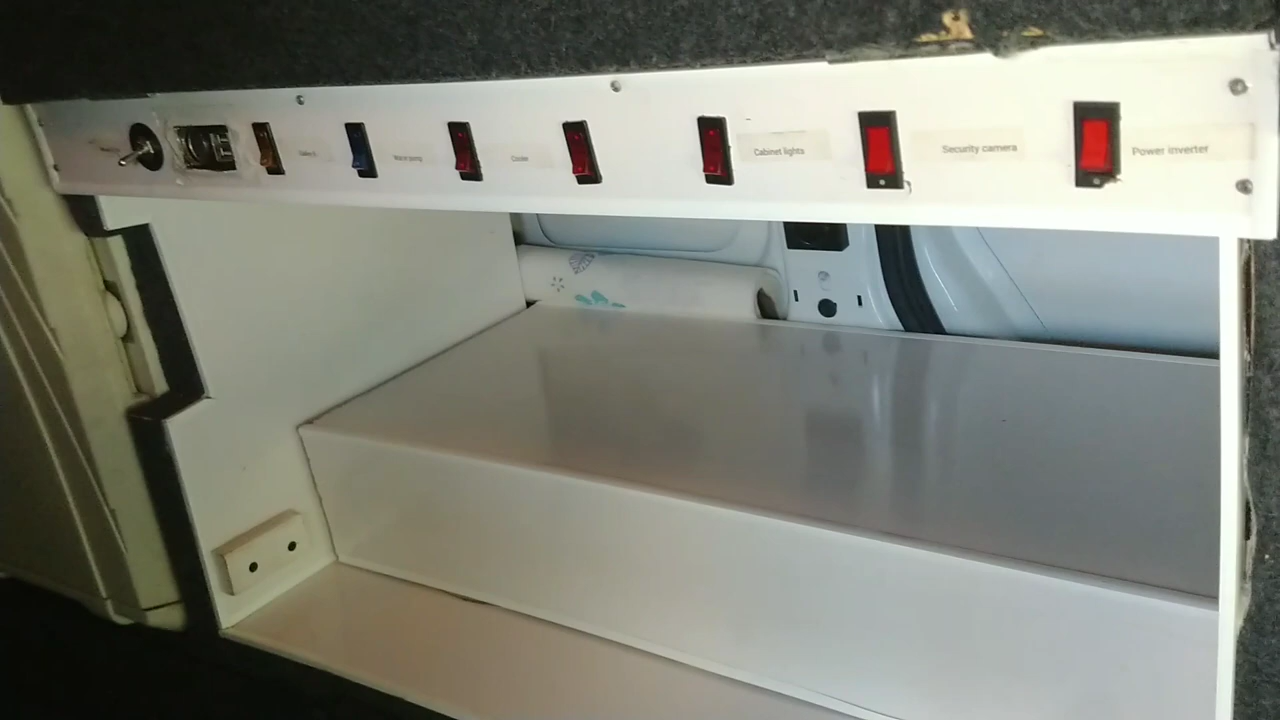 Water pump
Cooler
Cabinet lights
Security camera
Power inverter